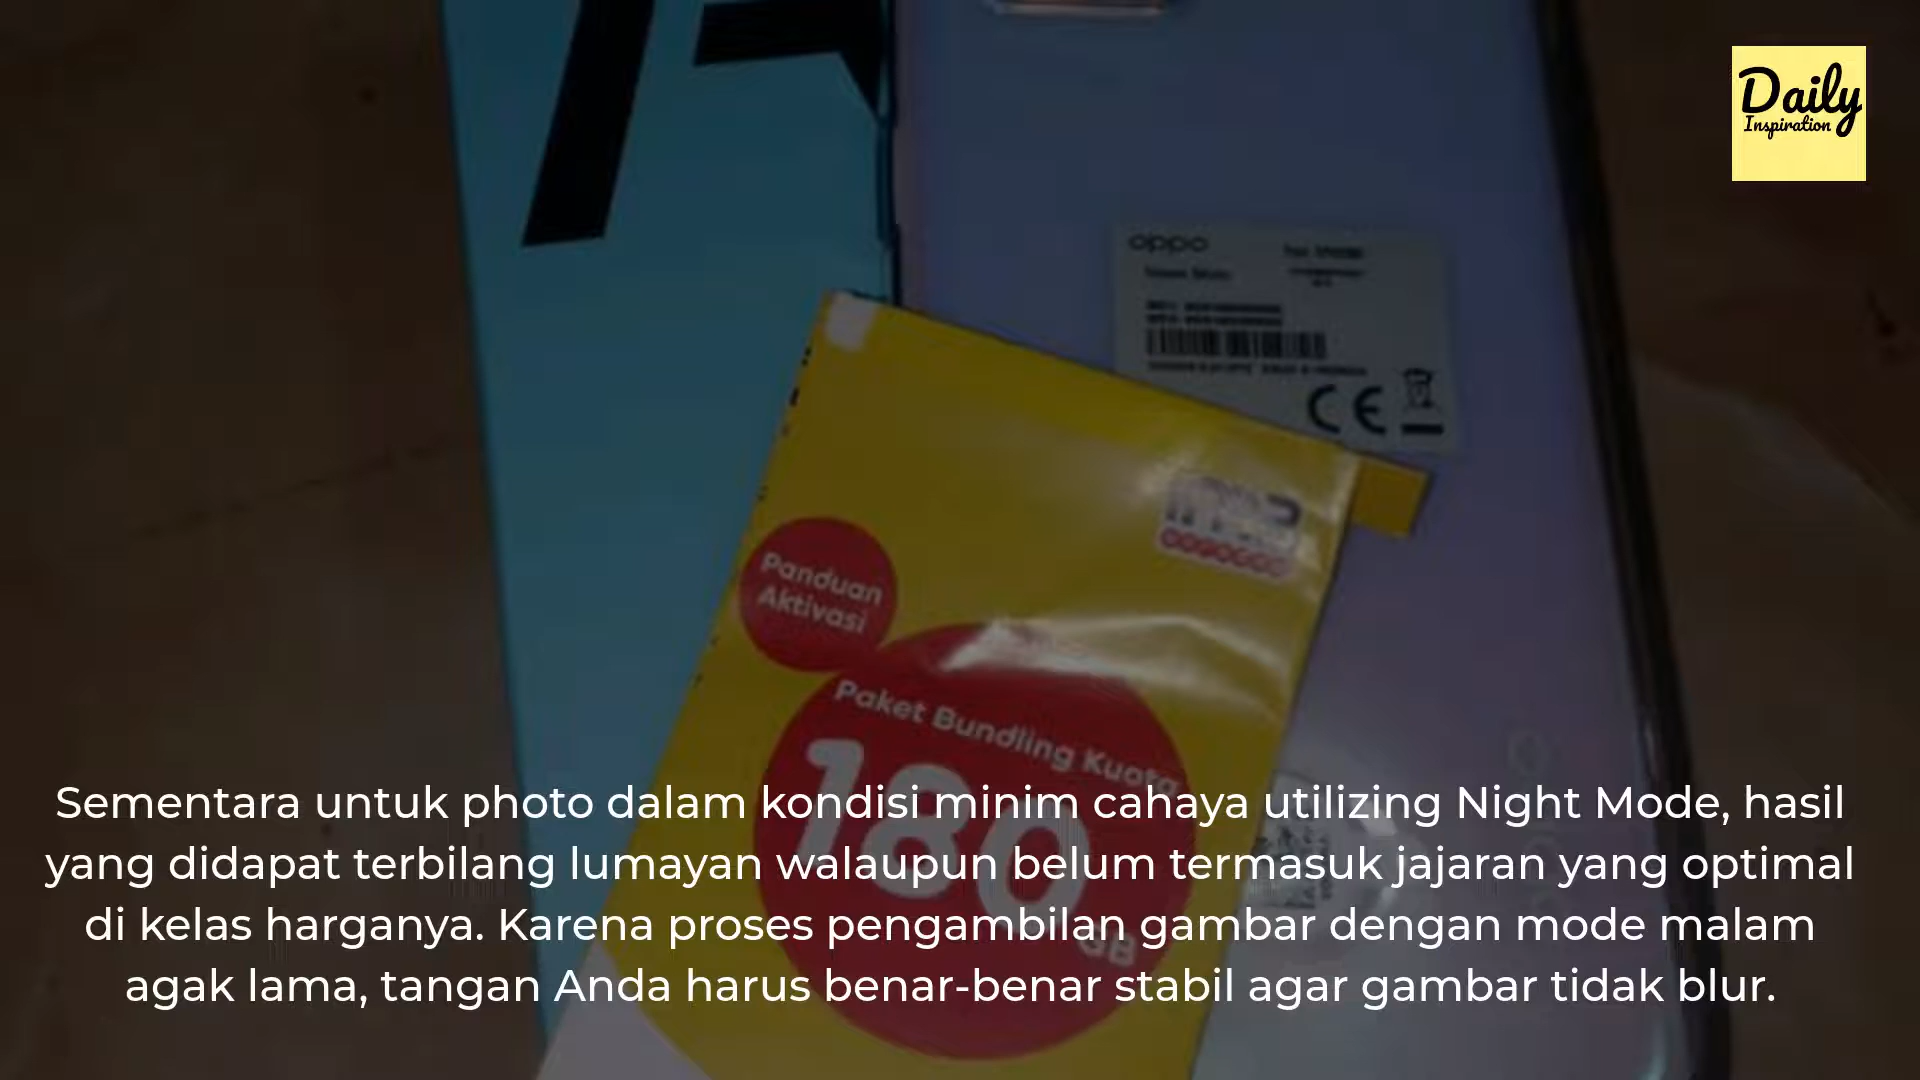 Daily
Inspiration
oppo
CE
Panduan
Aktivasi
Paket Bundling Kuota
180
GB
Sementara untuk photo dalam kondisi minim cahaya utilizing Night Mode, hasil
yang didapat terbilang lumayan walaupun belum termasuk jajaran yang optimal
di kelas harganya. Karena proses pengambilan gambar dengan mode malam
agak lama, tangan Anda harus benar-benar stabil agar gambar tidak blur.